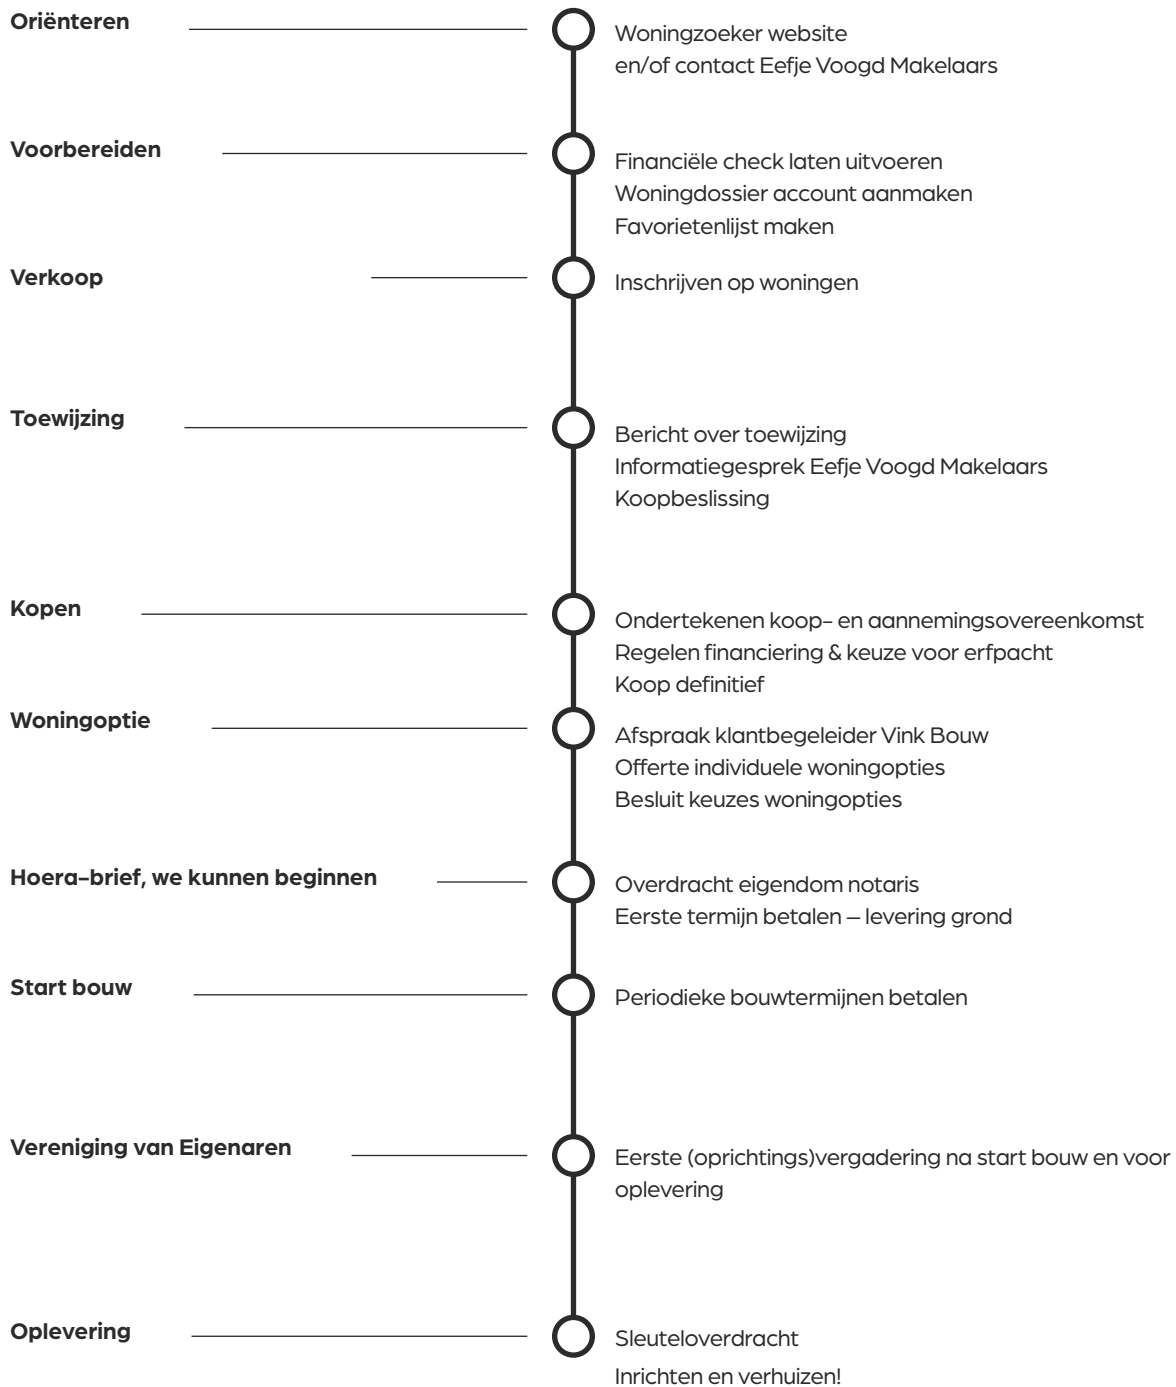 Oriënteren
Woningzoeker website
en/of contact Eefje Voogd Makelaars
Voorbereiden
Financiële check laten uitvoeren
Woningdossier account aanmaken
Favorietenlijst maken
Verkoop
Inschrijven op woningen
Toewijzing
Bericht over toewijzing
Informatiegesprek Eefje Voogd Makelaars
Koopbeslissing
Kopen
Ondertekenen koop- en aannemingsovereenkomst
Regelen financiering & keuze voor erfpacht
Koop definitief
Woningoptie
Afspraak klantbegeleider Vink Bouw
Offerte individuele woningopties
Besluit keuzes woningopties
Hoera-brief, we kunnen beginnen
Overdracht eigendom notaris
Eerste termijn betalen – levering grond
Start bouw
Periodieke bouwtermijnen betalen
Vereniging van Eigenaren
Eerste (oprichtings)vergadering na start bouw en voor
oplevering
Oplevering
Sleuteloverdracht
Inrichten en verhuizen!